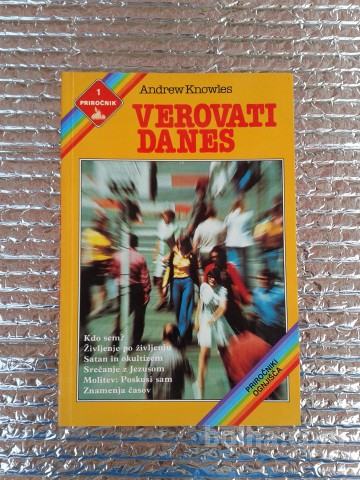 1
PRIROČNIK
Andrew Knowles
VEROVATI
DANES
Kdo sem?
Življenje po življenju
Satan in okultizem
Srečanje z Jezusom
Molitev: Poskusi sam
Znamenja časov
PRIROČNIKI
OGNJIŠČA